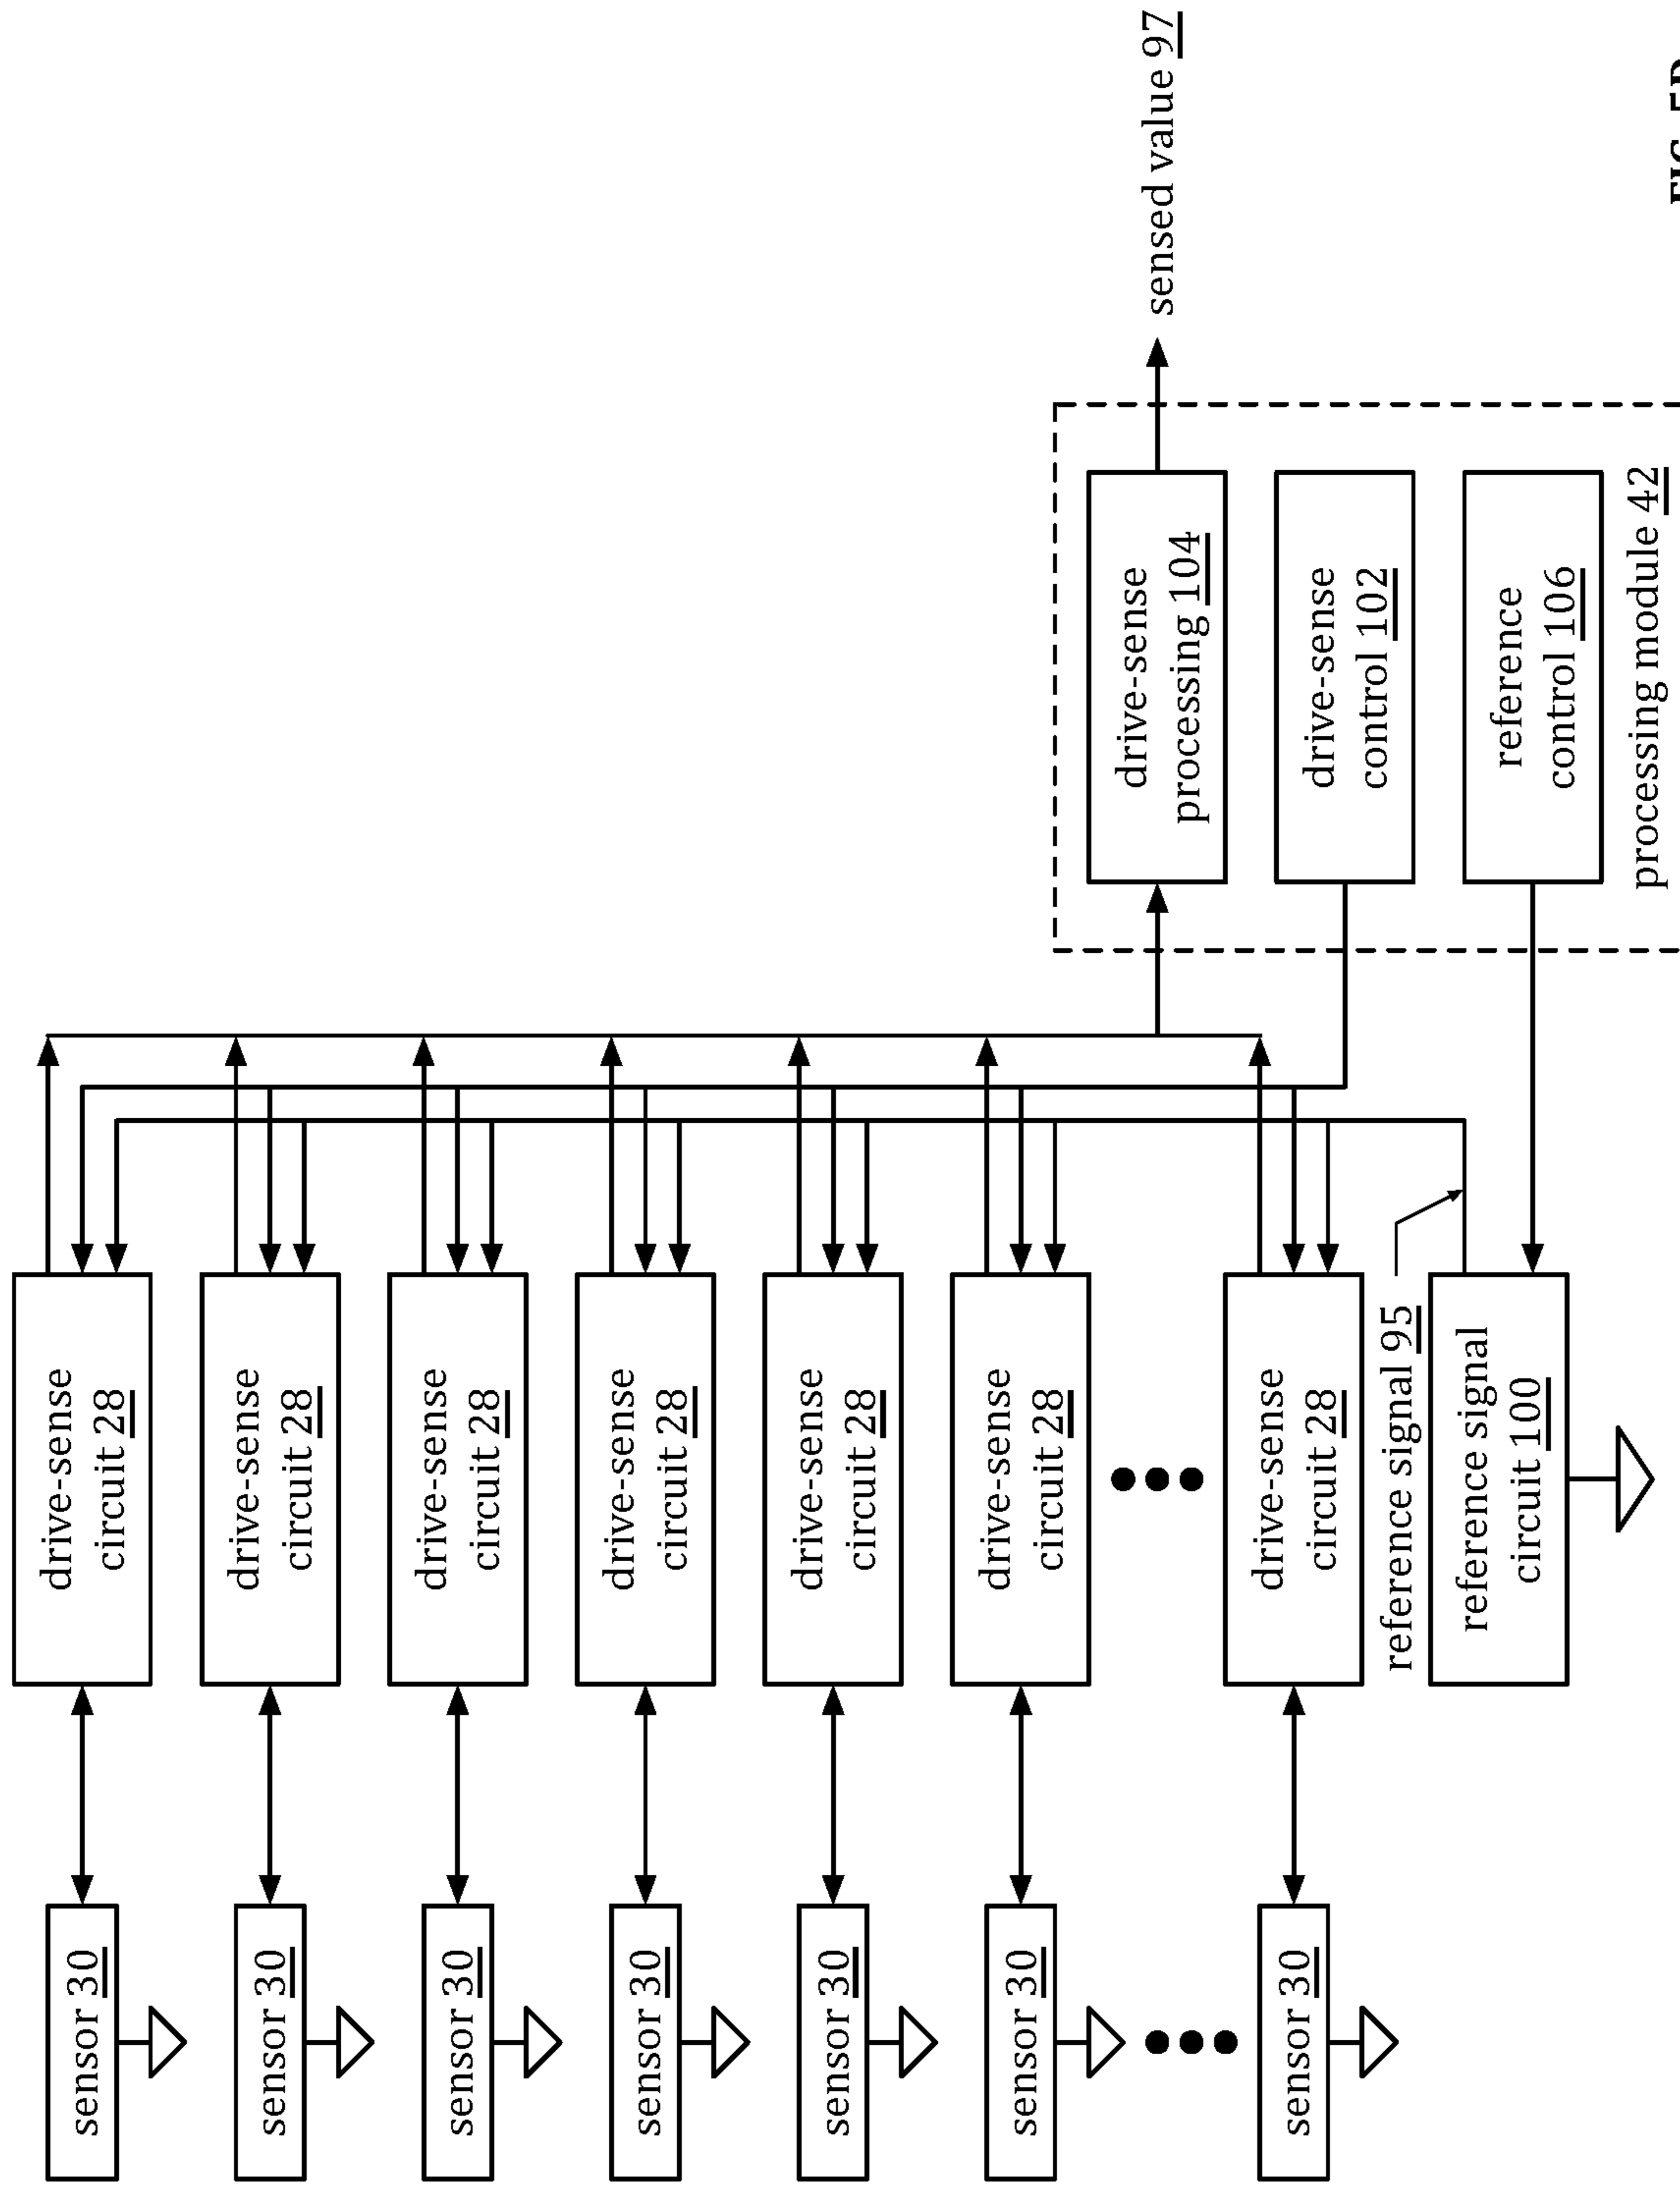 sensor 30
drive-sense
circuit 28
sensor 30
drive-sense
circuit 28
sensor 30
drive-sense
circuit 28
sensor 30
drive-sense
circuit 28
sensor 30
drive-sense
circuit 28
sensor 30
drive-sense
circuit 28
sensor 30
drive-sense
circuit 28
reference signal 95
reference signal
circuit 100
drive-sense
processing 104
sensed value 97
drive-sense
control 102
reference
control 106
processing module 42
FIG.